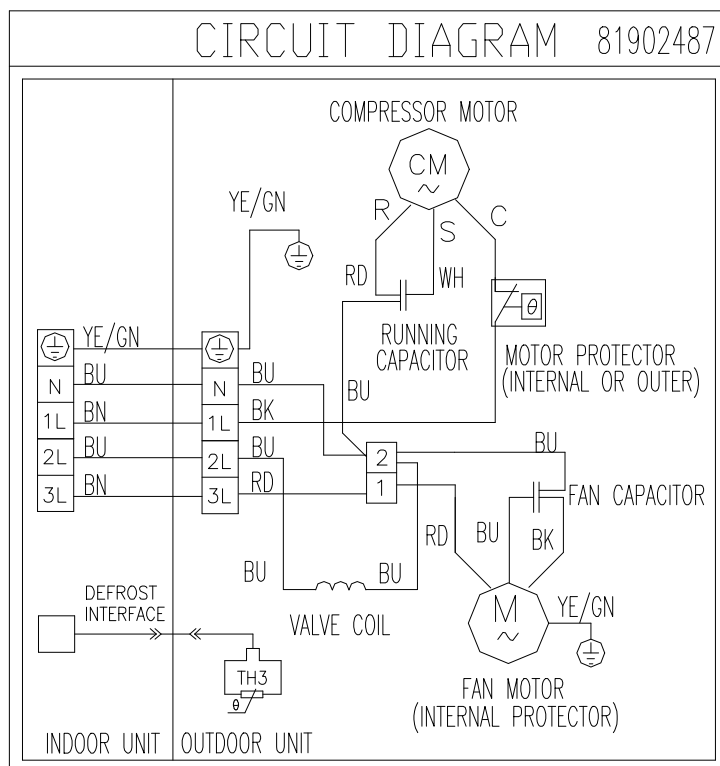 CIRCUIT DIAGRAM 81902487
COMPRESSOR MOTOR
CM
~
R
S
C
YE/GN
RD
WH
θ
RUNNING
CAPACITOR
MOTOR PROTECTOR
(INTERNAL OR OUTER)
YE/GN
N BU N BU
BU
1L BN 1L BK
2L BU 2L BU
3L BN 3L RD
2
1
BU
FAN CAPACITOR
RD
BU
BK
BU
BU
VALVE COIL
DEFROST
INTERFACE
M
~
YE/GN
TH3
θ
FAN MOTOR
(INTERNAL PROTECTOR)
INDOOR UNIT
OUTDOOR UNIT